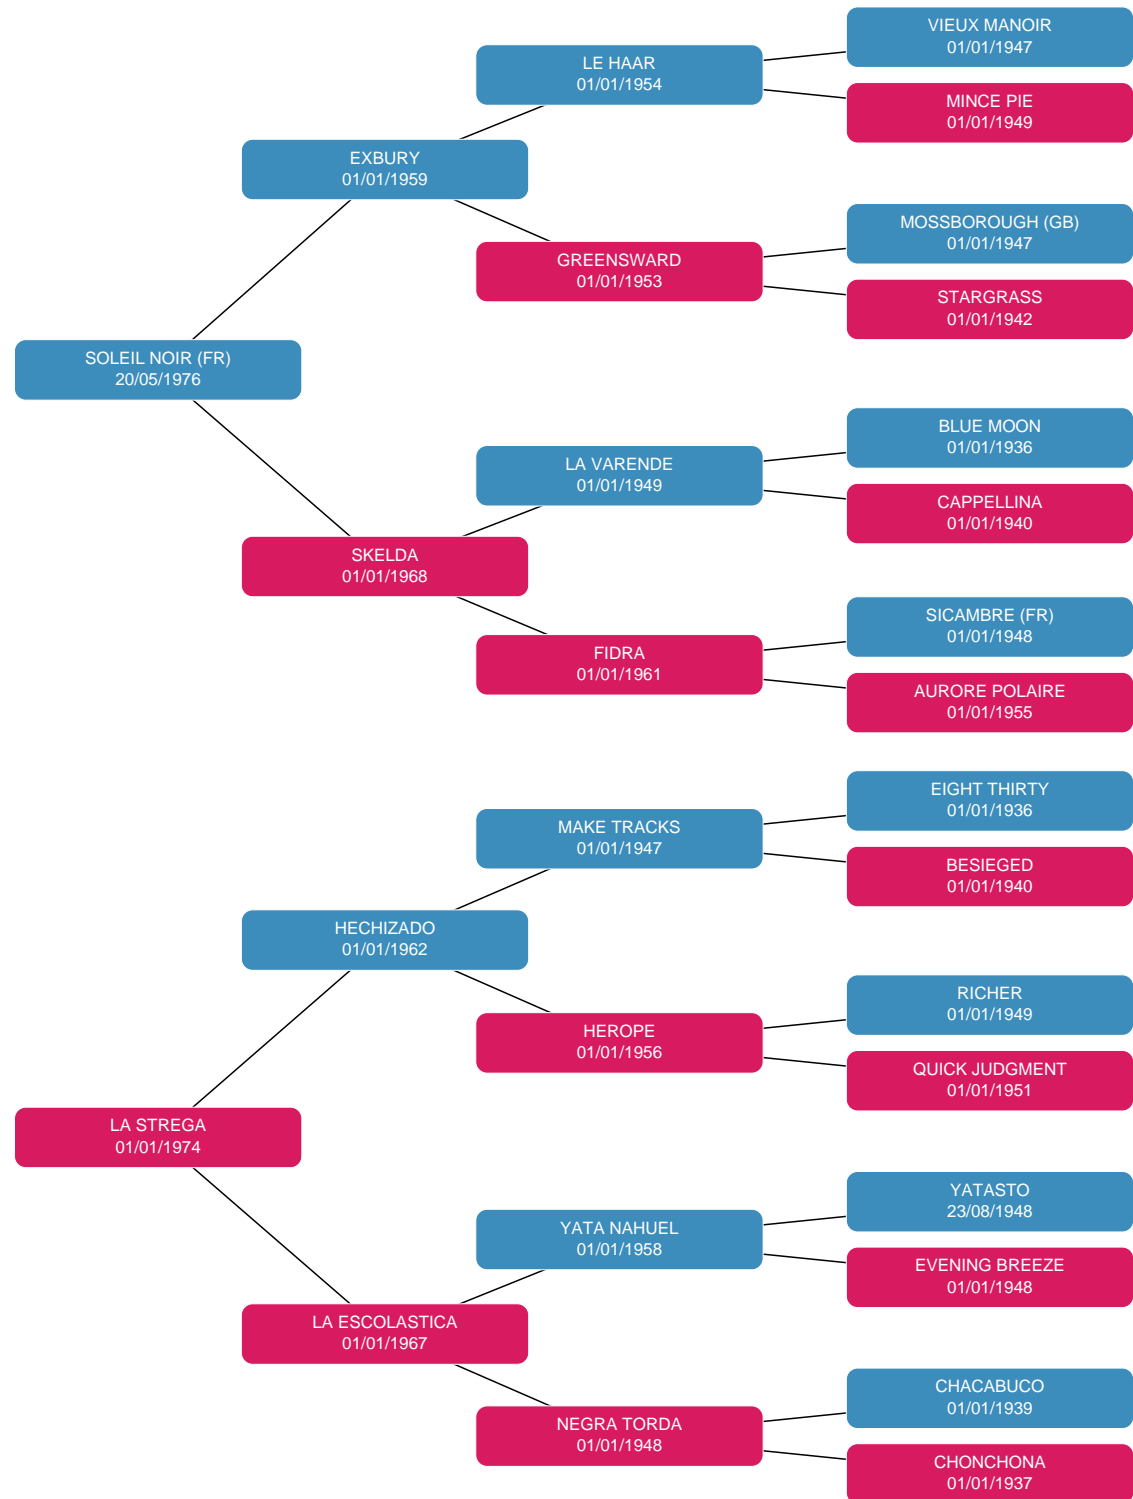 VIEUX MANOIR
01/01/1947
LE HAAR
01/01/1954
MINCE PIE
01/01/1949
EXBURY
01/01/1959
MOSSBOROUGH (GB)
01/01/1947
GREENSWARD
01/01/1953
STARGRASS
01/01/1942
SOLEIL NOIR (FR)
20/05/1976
BLUE MOON
01/01/1936
LA VARENDE
01/01/1949
CAPPELLINA
01/01/1940
SKELDA
01/01/1968
SICAMBRE (FR)
01/01/1948
FIDRA
01/01/1961
AURORE POLAIRE
01/01/1955
EIGHT THIRTY
01/01/1936
MAKE TRACKS
01/01/1947
BESIEGED
01/01/1940
HECHIZADO
01/01/1962
RICHER
01/01/1949
HEROPE
01/01/1956
QUICK JUDGMENT
01/01/1951
LA STREGA
01/01/1974
YATASTO
23/08/1948
YATA NAHUEL
01/01/1958
EVENING BREEZE
01/01/1948
LA ESCOLASTICA
01/01/1967
CHACABUCO
01/01/1939
NEGRA TORDA
01/01/1948
CHONCHONA
01/01/1937